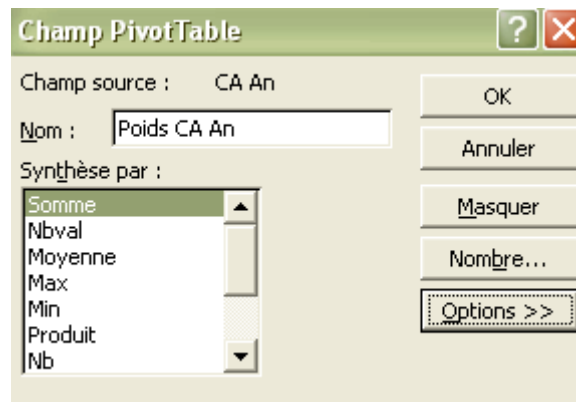 Champ PivotTable
?
Champ source : CA An
OK
Nom : Poids CA An
Annuler
Synthèse par :
Somme
Masquer
Nbval
Moyenne
Nombre...
Max
Min
Options >>
Produit
Nb